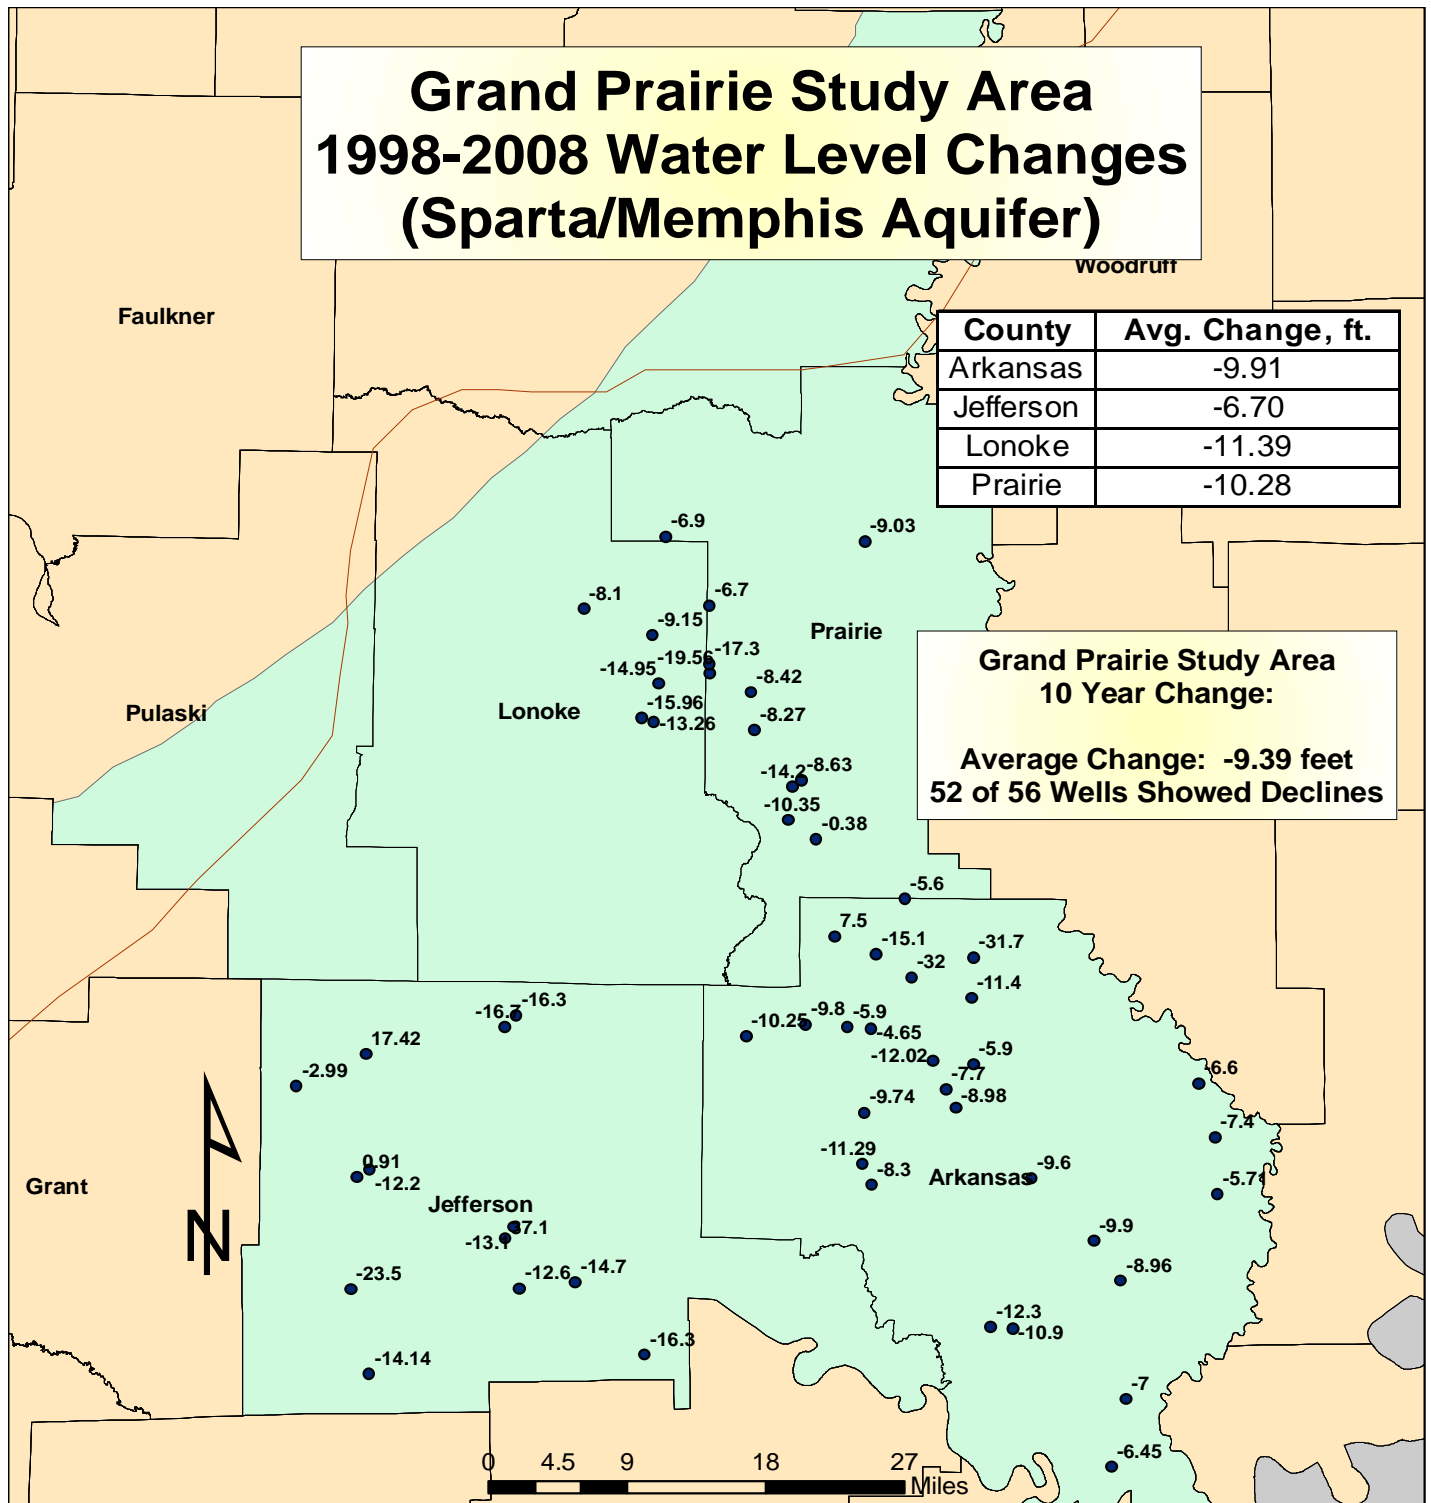 Grand Prairie Study Area
1998-2008 Water Level Changes
(Sparta/Memphis Aquifer)
Woodruff
Faulkner
County Avg. Change, ft.
Arkansas -9.91
Jefferson -6.70
Lonoke -11.39
Prairie -10.28
-6.9
-9.03
-8.1
-6.7
-9.15
Prairie
-17.3
-19.56
-14.95
-8.42
Grand Prairie Study Area
10 Year Change:
Average Change: -9.39 feet
52 of 56 Wells Showed Declines
Pulaski
Lonoke
-15.96
-13.26
-8.27
-14.2
-8.63
-10.35
-0.38
-5.6
7.5
-15.1
-31.7
-32
-11.4
-16.7
-16.3
-10.25
-9.8
-5.9
-4.65
17.42
-2.99
-12.02
-5.9
-6.6
-7.7
-8.98
-9.74
-7.4
-11.29
-8.3
Arkansas
-9.6
-5.71
0.91
-12.2
Grant
Jefferson
37.1
-13.1
-9.9
N
-23.5
-12.6
-14.7
-8.96
-12.3
-10.9
-16.3
-14.14
-7
-6.45
0 4.5 9 18 27
Miles